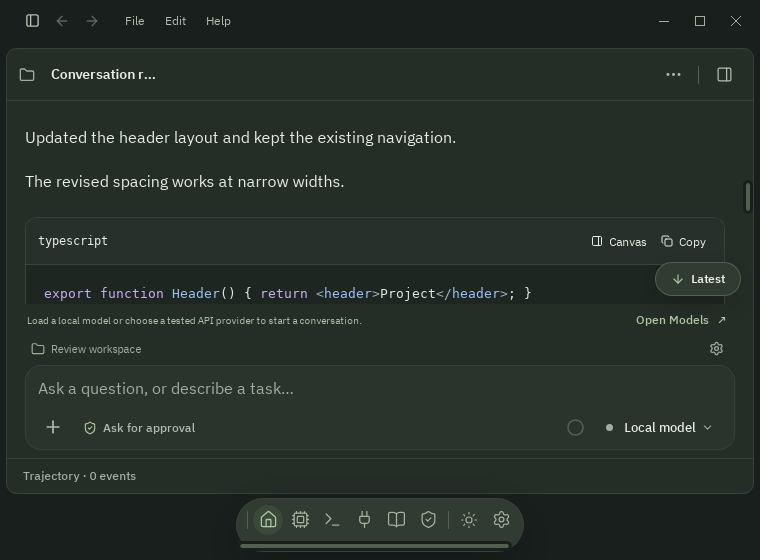 File Edit Help
Conversation r...
Updated the header layout and kept the existing navigation.
The revised spacing works at narrow widths.
typescript Canvas Copy
Latest
export function Header() { return <header>Project</header>; }
Load a local model or choose a tested API provider to start a conversation. Open Models ↗
Review workspace
Ask a question, or describe a task...
Ask for approval Local model
Trajectory · 0 events